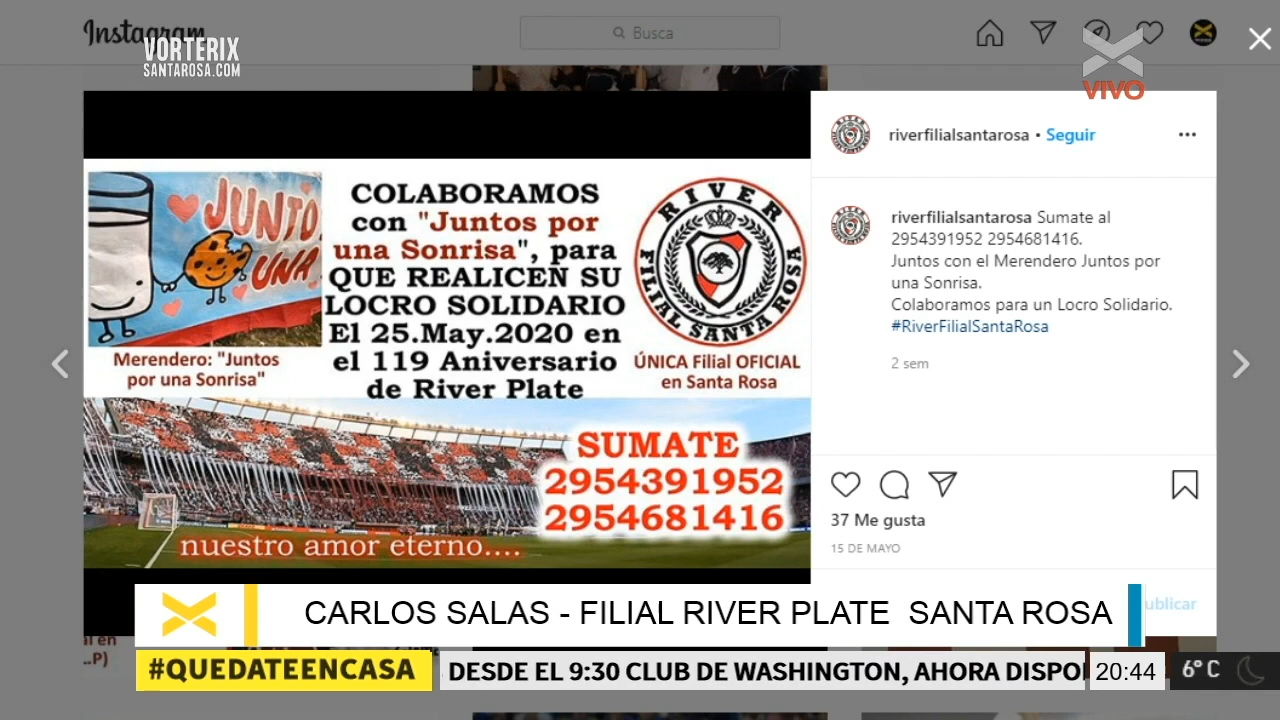 Instagram
VORTERIX
SANTAROSA.COM
Busca
VIVO
JUNTO
UNA
Merendero: "Juntos
por una Sonrisa"
COLABORAMOS
con "Juntos por
una Sonrisa", para
QUE REALICEN SU
LOCRO SOLIDARIO
El 25.May.2020 en
el 119 Aniversario
de River Plate
RIVER
FILIAL SANTA ROSA
ÚNICA Filial OFICIAL
en Santa Rosa
SUMATE
2954391952
2954681416
nuestro amor eterno....
riverfilialsantarosa • Seguir
riverfilialsantarosa Sumate al
2954391952 2954681416.
Juntos con el Merendero Juntos por
una Sonrisa.
Colaboramos para un Locro Solidario.
#RiverFilialSantaRosa
2 sem
37 Me gusta
15 DE MAYO
ublicar
al en
..P)
CARLOS SALAS - FILIAL RIVER PLATE SANTA ROSA
#QUEDATEENCASA
DESDE EL 9:30 CLUB DE WASHINGTON, AHORA DISPO
20:44
6° C